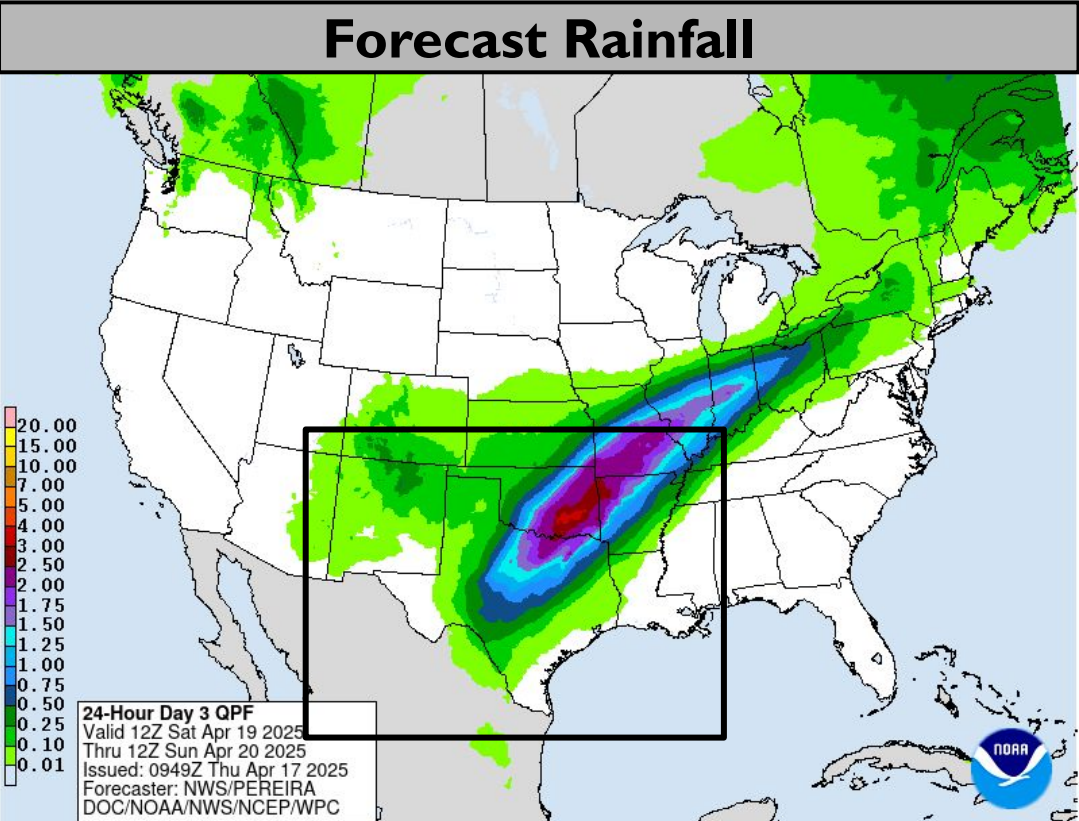 Forecast Rainfall
20.00
15.00
10.00
7.00
5.00
4.00
3.00
2.50
2.00
1.75
1.50
1.25
1.00
0.75
0.50
0.25
0.10
0.01
24-Hour Day 3 QPF
Valid 12Z Sat Apr 19 2025
Thru 12Z Sun Apr 20 2025
Issued: 0949Z Thu Apr 17 2025
Forecaster: NWS/PEREIRA
DOC/NOAA/NWS/NCEP/WPC
NOAA